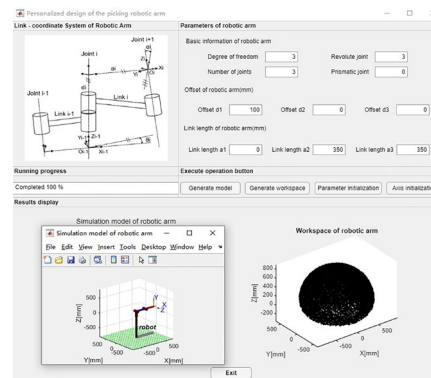 Personalized design of the picking robotic arm
Link - coordinate System of Robotic Arm
Parameters of robotic arm
Joint i+1
Joint i
Joint i-1
Link i
Link i-1
Basic information of robotic arm
Degree of freedom 3 Revolute joint 3
Number of joints 3 Prismatic joint 0
Offset of robotic arm(mm)
Offset d1 100 Offset d2 0 Offset d3 0
Link length of robotic arm(mm)
Link length a1 0 Link length a2 350 Link length a3 350
Running progress
Execute operation button
Completed 100 %
Generate model Generate workspace Parameter initialization
Results display
Simulation model of robotic arm
Simulation model of robotic arm
File Edit View Insert Tools Desktop Window Help
Workspace of robotic arm
Z[mm]
500
0
-500
robot
Y
X
Z
500
0
-500
Y[mm]
-500
0
500
X[mm]
Z[mm]
800
600
400
200
0
-200
500
0
-500
Y[mm]
-500
0
500
X[mm]
Exit